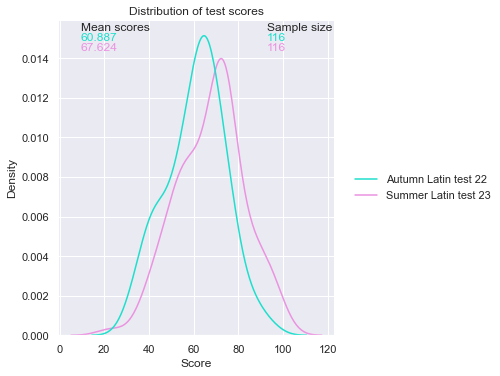 Distribution of test scores
Mean scores
60.887
67.624
Sample size
116
116
0.014
0.012
0.010
0.008
0.006
0.004
0.002
0.000
Density
0
20
40
60
80
100
120
Score
Autumn Latin test 22
Summer Latin test 23